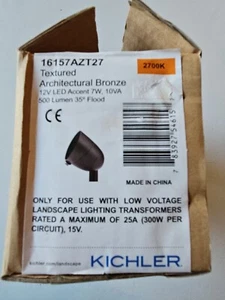 16157AZT27
2700K
Textured
Architectural Bronze
12V LED Accent 7W, 10VA
500 Lumen 35° Flood
CE
MADE IN CHINA
ONLY FOR USE WITH LOW VOLTAGE
LANDSCAPE LIGHTING TRANSFORMERS
RATED A MAXIMUM OF 25A (300W PER
CIRCUIT), 15V.
KICHLER